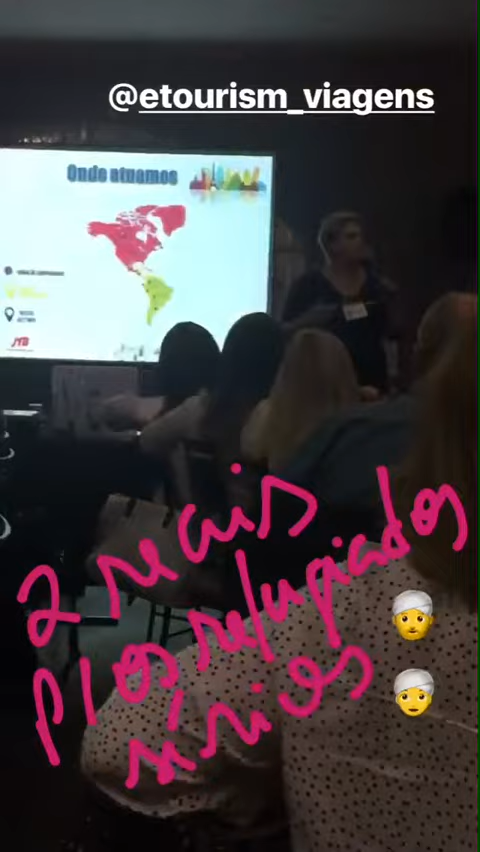 @etourism_viagens
Onde atuamos
2 reais
p/ os refugiados
sírios